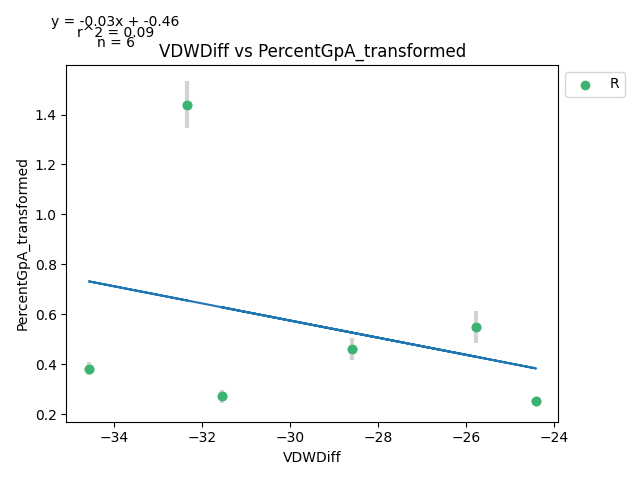 y = -0.03x + -0.46
r^2 = 0.09
n = 6
VDWDiff vs PercentGpA_transformed
R
PercentGpA_transformed
1.4
1.2
1.0
0.8
0.6
0.4
0.2
−34 −32 −30 −28 −26 −24
VDWDiff